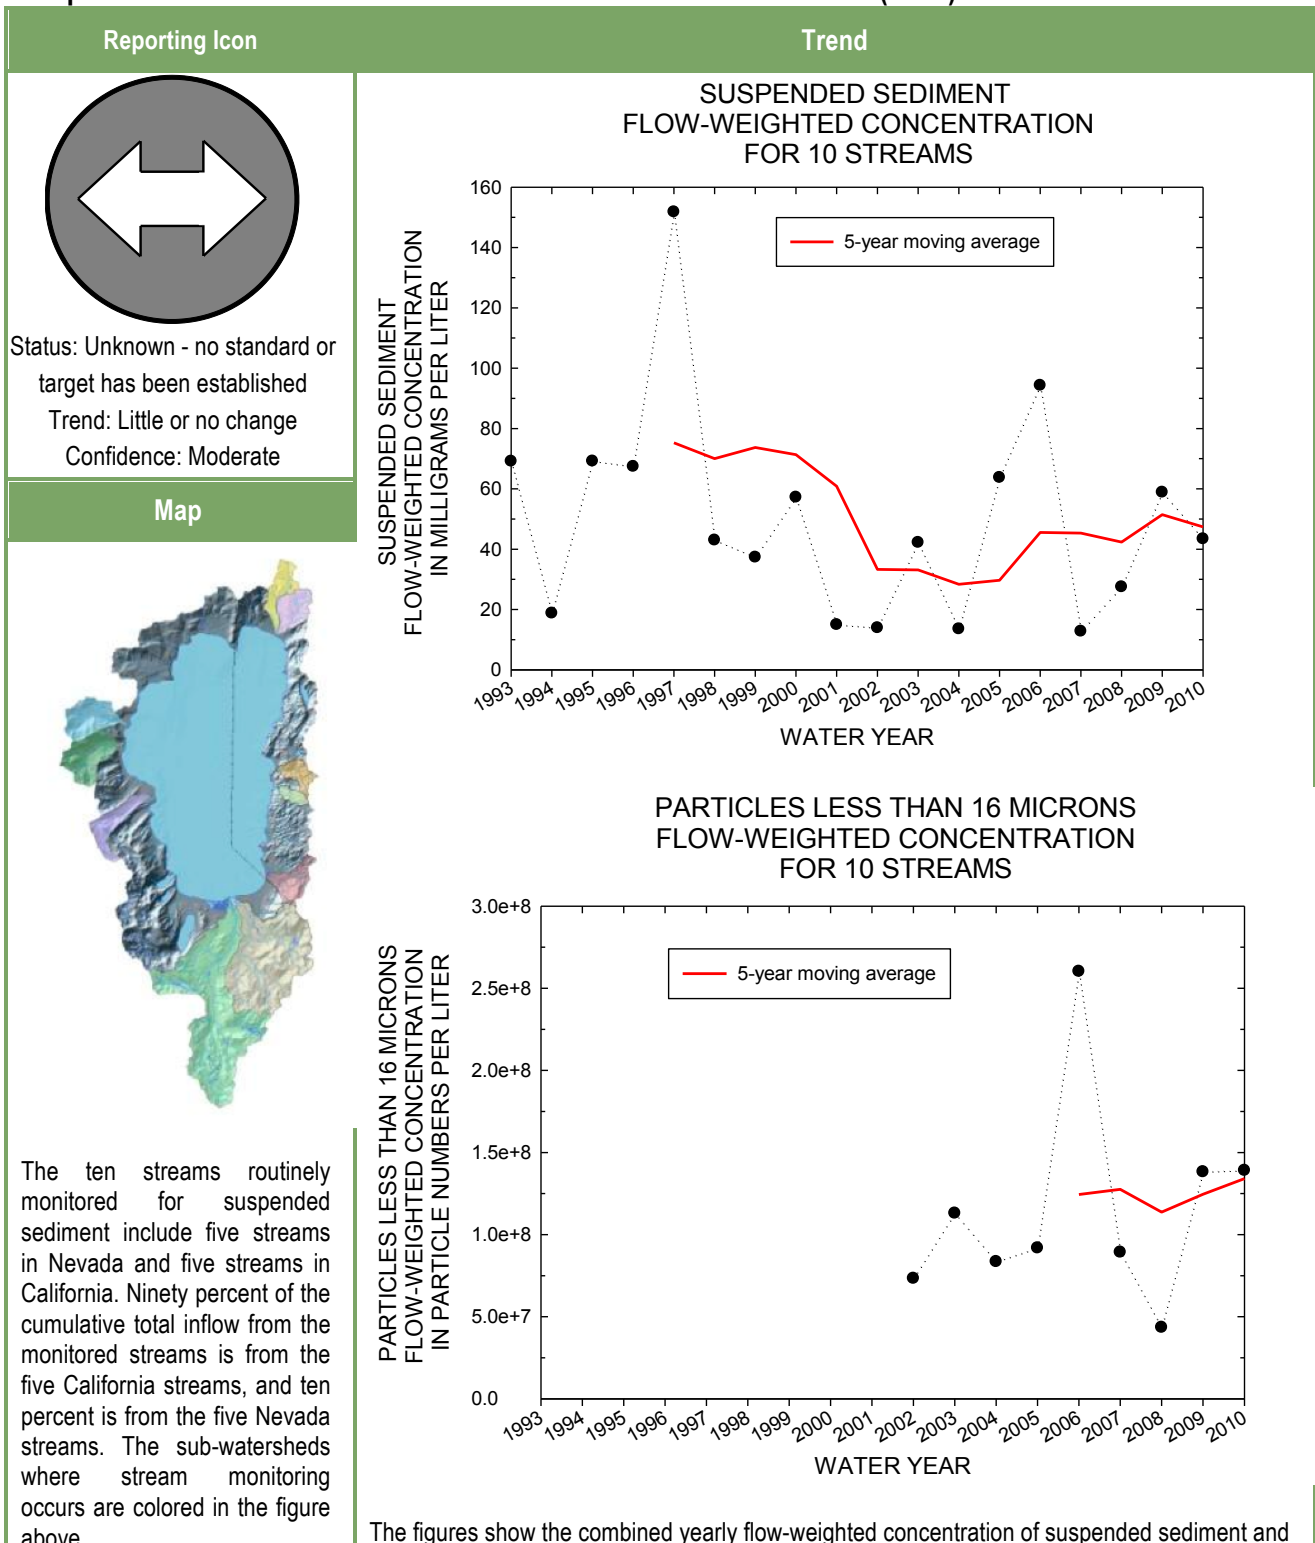 Reporting Icon
Trend
Status: Unknown - no standard or
target has been established
Trend: Little or no change
Confidence: Moderate
Map
The ten streams routinely
monitored for suspended
sediment include five streams
in Nevada and five streams in
California. Ninety percent of the
cumulative total inflow from the
monitored streams is from the
five California streams, and ten
percent is from the five Nevada
streams. The sub-watersheds
where stream monitoring
occurs are colored in the figure
above.
SUSPENDED SEDIMENT
FLOW-WEIGHTED CONCENTRATION
FOR 10 STREAMS
SUSPENDED SEDIMENT
FLOW-WEIGHTED CONCENTRATION
IN MILLIGRAMS PER LITER
160
140
120
100
80
60
40
20
0
5-year moving average
1993 1994 1995 1996 1997 1998 1999 2000 2001 2002 2003 2004 2005 2006 2007 2008 2009 2010
WATER YEAR
PARTICLES LESS THAN 16 MICRONS
FLOW-WEIGHTED CONCENTRATION
FOR 10 STREAMS
PARTICLES LESS THAN 16 MICRONS
FLOW-WEIGHTED CONCENTRATION
IN PARTICLE NUMBERS PER LITER
3.0e+8
2.5e+8
2.0e+8
1.5e+8
1.0e+8
5.0e+7
0.0
5-year moving average
1993 1994 1995 1996 1997 1998 1999 2000 2001 2002 2003 2004 2005 2006 2007 2008 2009 2010
WATER YEAR
The figures show the combined yearly flow-weighted concentration of suspended sediment and